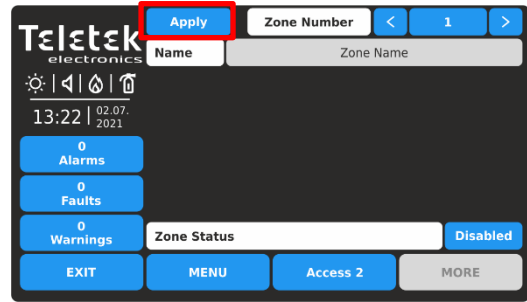 Teletek
electronics
Apply
Zone Number
<
1
>
Name
Zone Name
13:22
02.07.
2021
0
Alarms
0
Faults
0
Warnings
Zone Status
Disabled
EXIT
MENU
Access 2
MORE